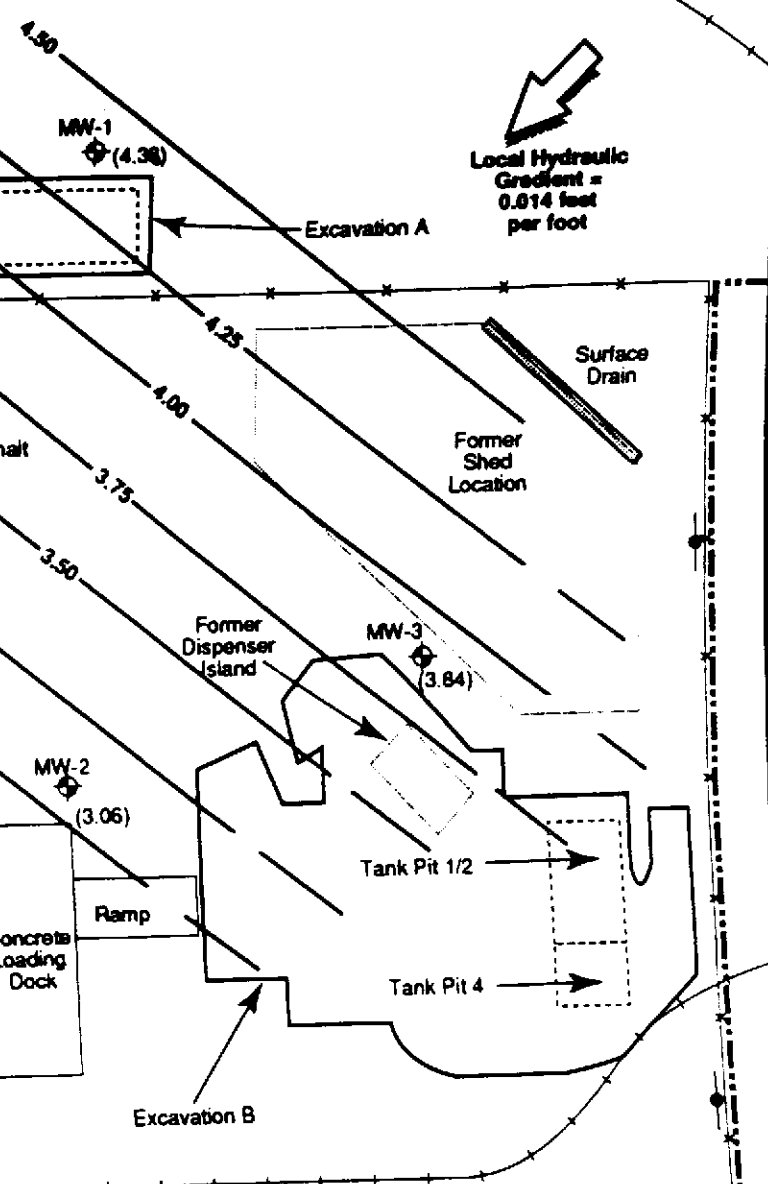 4.50
MW-1
(4.38)
Local Hydraulic
Gredient =
0.014 feet
per foot
Excavation A
4.25
Surface
Drain
4.00
Former
Shed
Location
3.75
3.50
Former
Dispenser
Island
MW-3
(3.84)
MW-2
(3.06)
Tank Pit 1/2
Ramp
Loading
Dock
Tank Pit 4
Excavation B